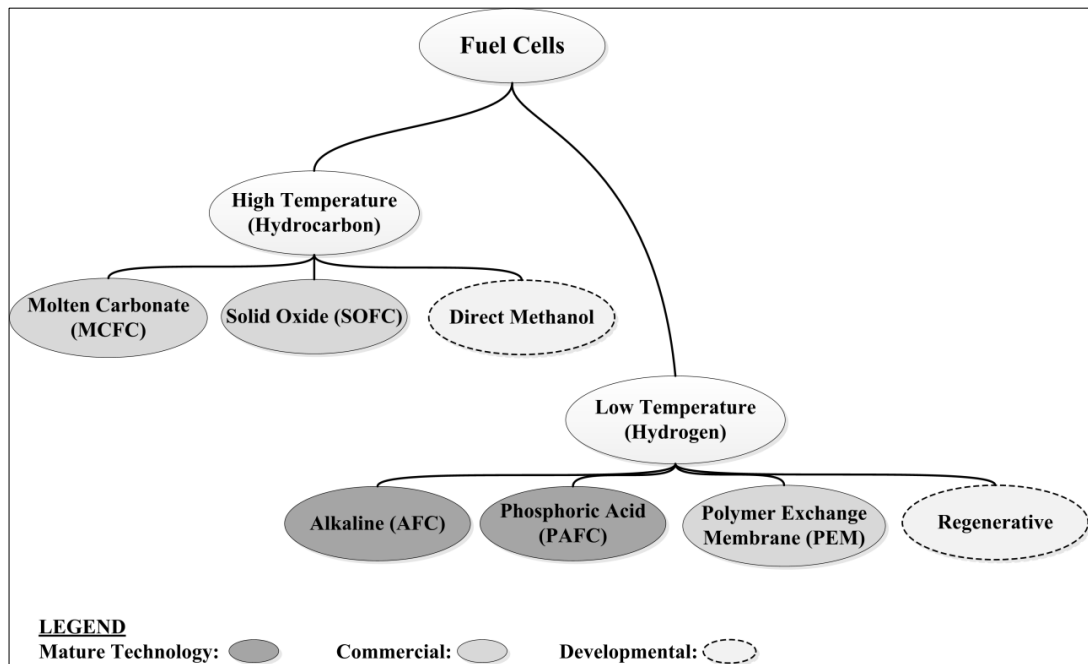 Fuel Cells
High Temperature
(Hydrocarbon)
Molten Carbonate
(MCFC)
Solid Oxide (SOFC)
Direct Methanol
Low Temperature
(Hydrogen)
Alkaline (AFC)
Phosphoric Acid
(PAFC)
Polymer Exchange
Membrane (PEM)
Regenerative
LEGEND
Mature Technology:
Commercial:
Developmental: